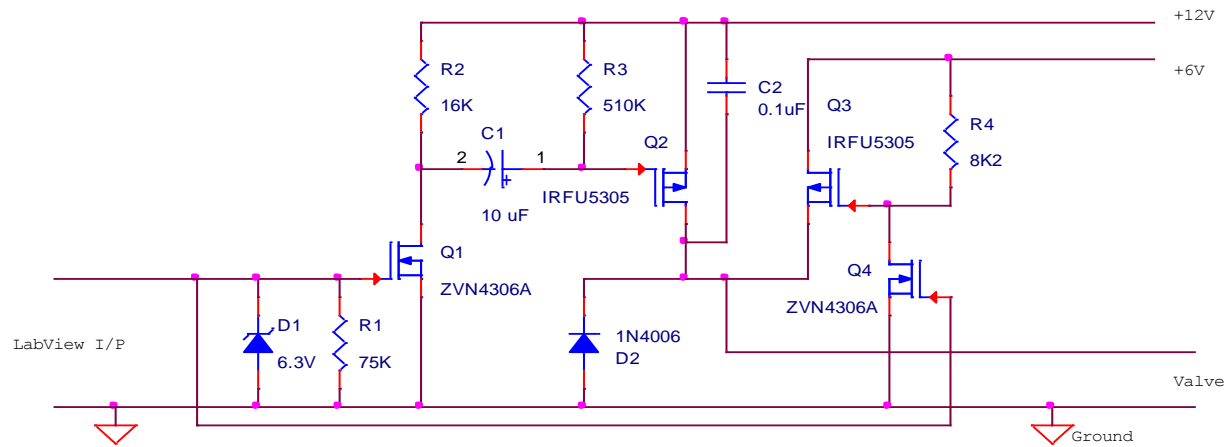 +12V
+6V
R2
16K
R3
510K
C2
0.1uF
Q3
IRFU5305
R4
8K2
C1
2
1
10 uF
Q2
IRFU5305
Q1
ZVN4306A
Q4
ZVN4306A
LabView I/P
D1
6.3V
R1
75K
1N4006
D2
Valve
Ground